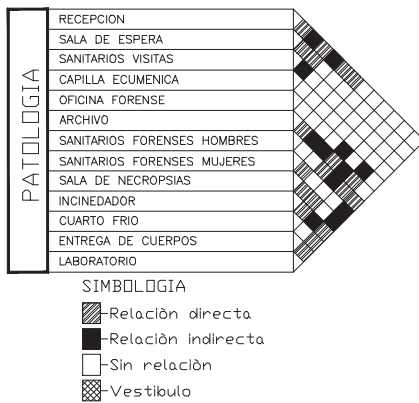 PATOLOGIA
RECEPCION
SALA DE ESPERA
SANITARIOS VISITAS
CAPILLA ECUMENICA
OFICINA FORENSE
ARCHIVO
SANITARIOS FORENSES HOMBRES
SANITARIOS FORENSES MUJERES
SALA DE NECROPSIAS
INCINEDADOR
CUARTO FRIO
ENTREGA DE CUERPOS
LABORATORIO
SIMBOLOGIA
Relaciòn directa
Relaciòn indirecta
Sin relaciòn
Vestibulo